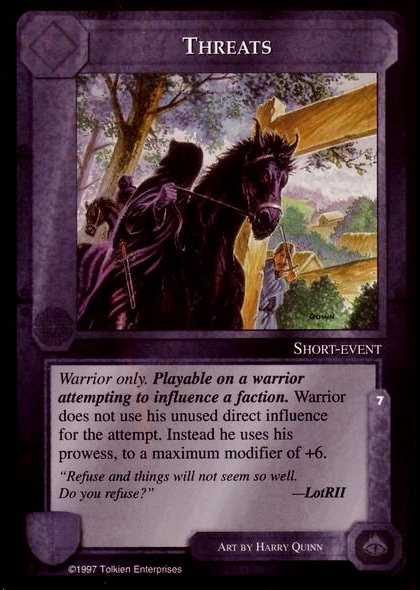 THREATS
QUINN
SHORT-EVENT
Warrior only. Playable on a warrior
attempting to influence a faction. Warrior
does not use his unused direct influence
for the attempt. Instead he uses his
prowess, to a maximum modifier of +6.
7
“Refuse and things will not seem so well.
Do you refuse?” —LotRII
ART BY HARRY QUINN
©1997 Tolkien Enterprises